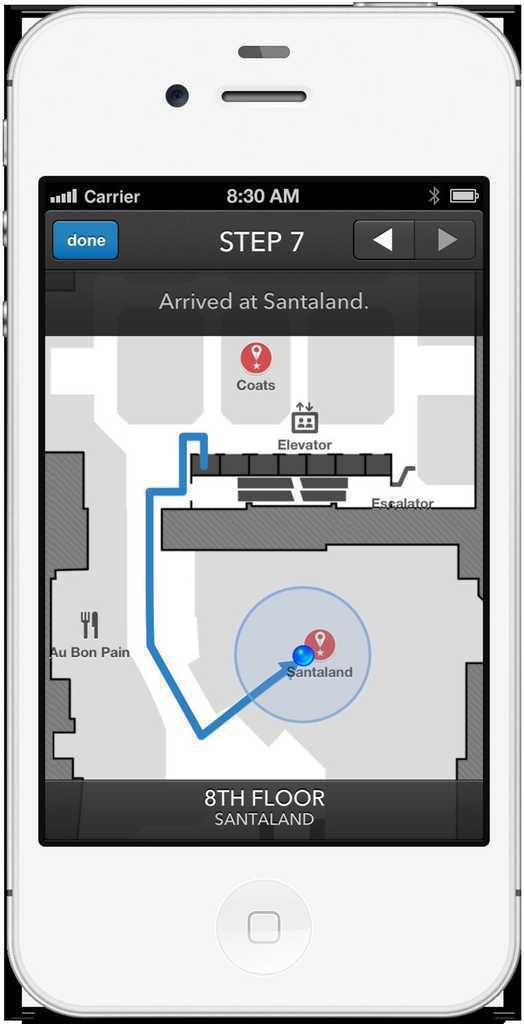 Carrier 8:30 AM
done STEP 7
Arrived at Santaland.
Coats
Elevator
Escalator
Au Bon Pain
Santaland
8TH FLOOR
SANTALAND